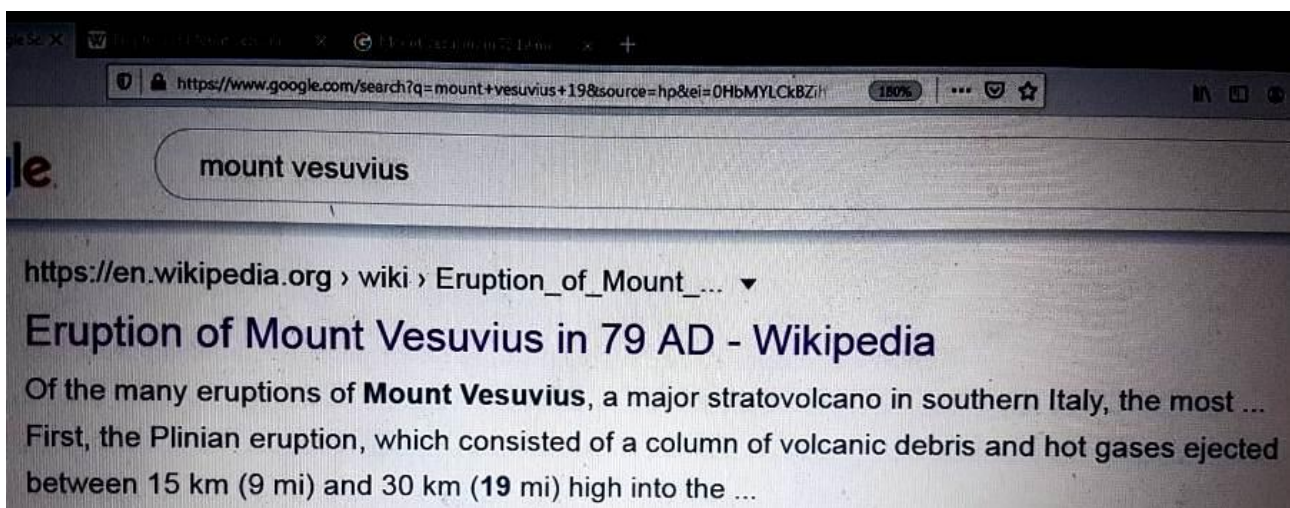 https://www.google.com/search?q=mount+vesuvius+19&source=hp&ei=0HbMYLCkBZiH 180%
le
mount vesuvius
https://en.wikipedia.org › wiki › Eruption_of_Mount_...
Eruption of Mount Vesuvius in 79 AD - Wikipedia
Of the many eruptions of Mount Vesuvius, a major stratovolcano in southern Italy, the most ...
First, the Plinian eruption, which consisted of a column of volcanic debris and hot gases ejected
between 15 km (9 mi) and 30 km (19 mi) high into the ...